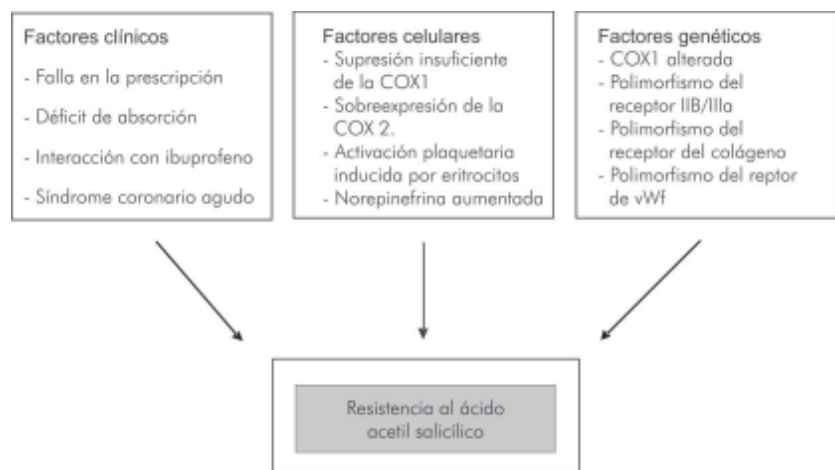 Factores clínicos
- Falla en la prescripción
- Déficit de absorción
- Interacción con ibuprofeno
- Síndrome coronario agudo
Factores celulares
- Supresión insuficiente
de la COX1
- Sobreexpresión de la
COX 2.
- Activación plaquetaria
inducida por eritrocitos
- Norepinefrina aumentada
Factores genéticos
- COX1 alterada
- Polimorfismo del
receptor IIB/IIIa
- Polimorfismo del
receptor del colágeno
- Polimorfismo del reptor
de vWf
Resistencia al ácido
acetil salicílico